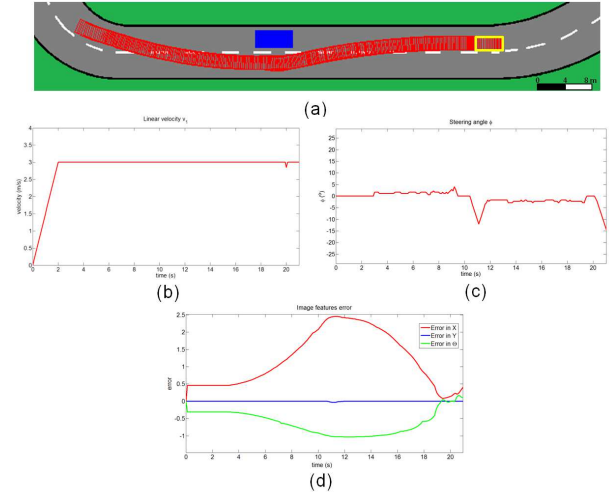 0 4 8 m
(a)
Linear velocity v₁
4
3.5
3
2.5
2
1.5
1
0.5
0
velocity (m/s)
0 2 4 6 8 10 12 14 16 18 20
time (s)
(b)
Steering angle ϕ
25
20
15
10
5
0
-5
-10
-15
-20
-25
ϕ (º)
0 2 4 6 8 10 12 14 16 18 20
time (s)
(c)
Image features error
2.5
2
1.5
1
0.5
0
-0.5
-1
error
Error in X
Error in Y
Error in Θ
0 2 4 6 8 10 12 14 16 18 20
time (s)
(d)